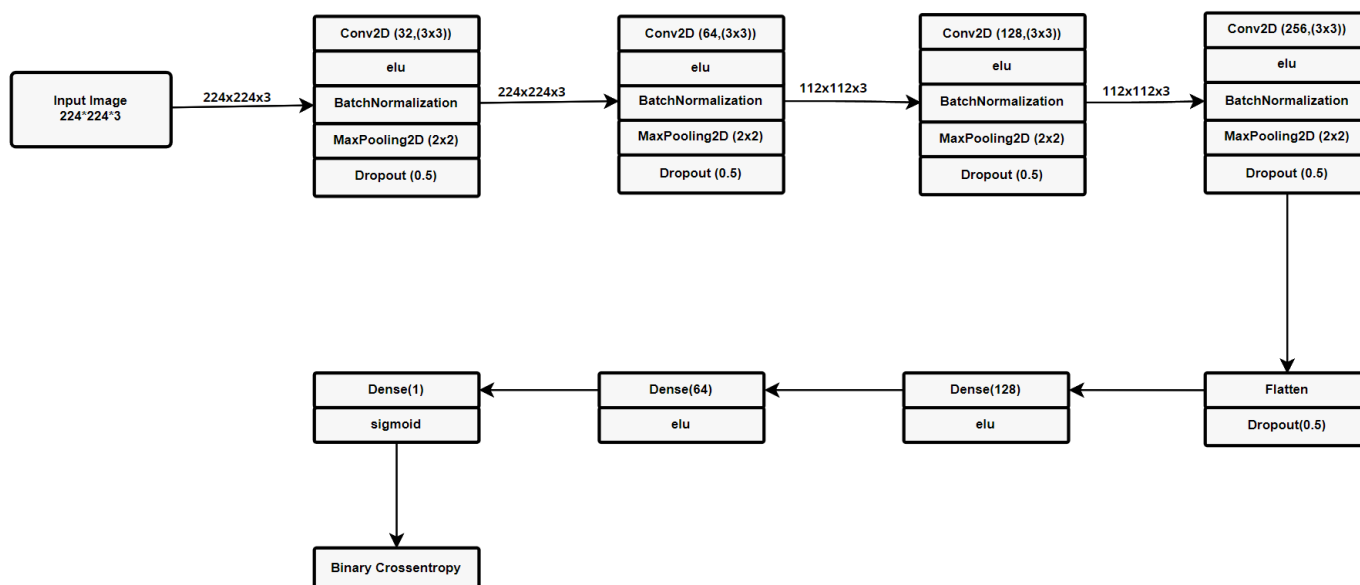 Input Image
224*224*3
224x224x3
Conv2D (32,(3x3))
elu
BatchNormalization
MaxPooling2D (2x2)
Dropout (0.5)
224x224x3
Conv2D (64,(3x3))
elu
BatchNormalization
MaxPooling2D (2x2)
Dropout (0.5)
112x112x3
Conv2D (128,(3x3))
elu
BatchNormalization
MaxPooling2D (2x2)
Dropout (0.5)
112x112x3
Conv2D (256,(3x3))
elu
BatchNormalization
MaxPooling2D (2x2)
Dropout (0.5)
Flatten
Dropout(0.5)
Dense(128)
elu
Dense(64)
elu
Dense(1)
sigmoid
Binary Crossentropy